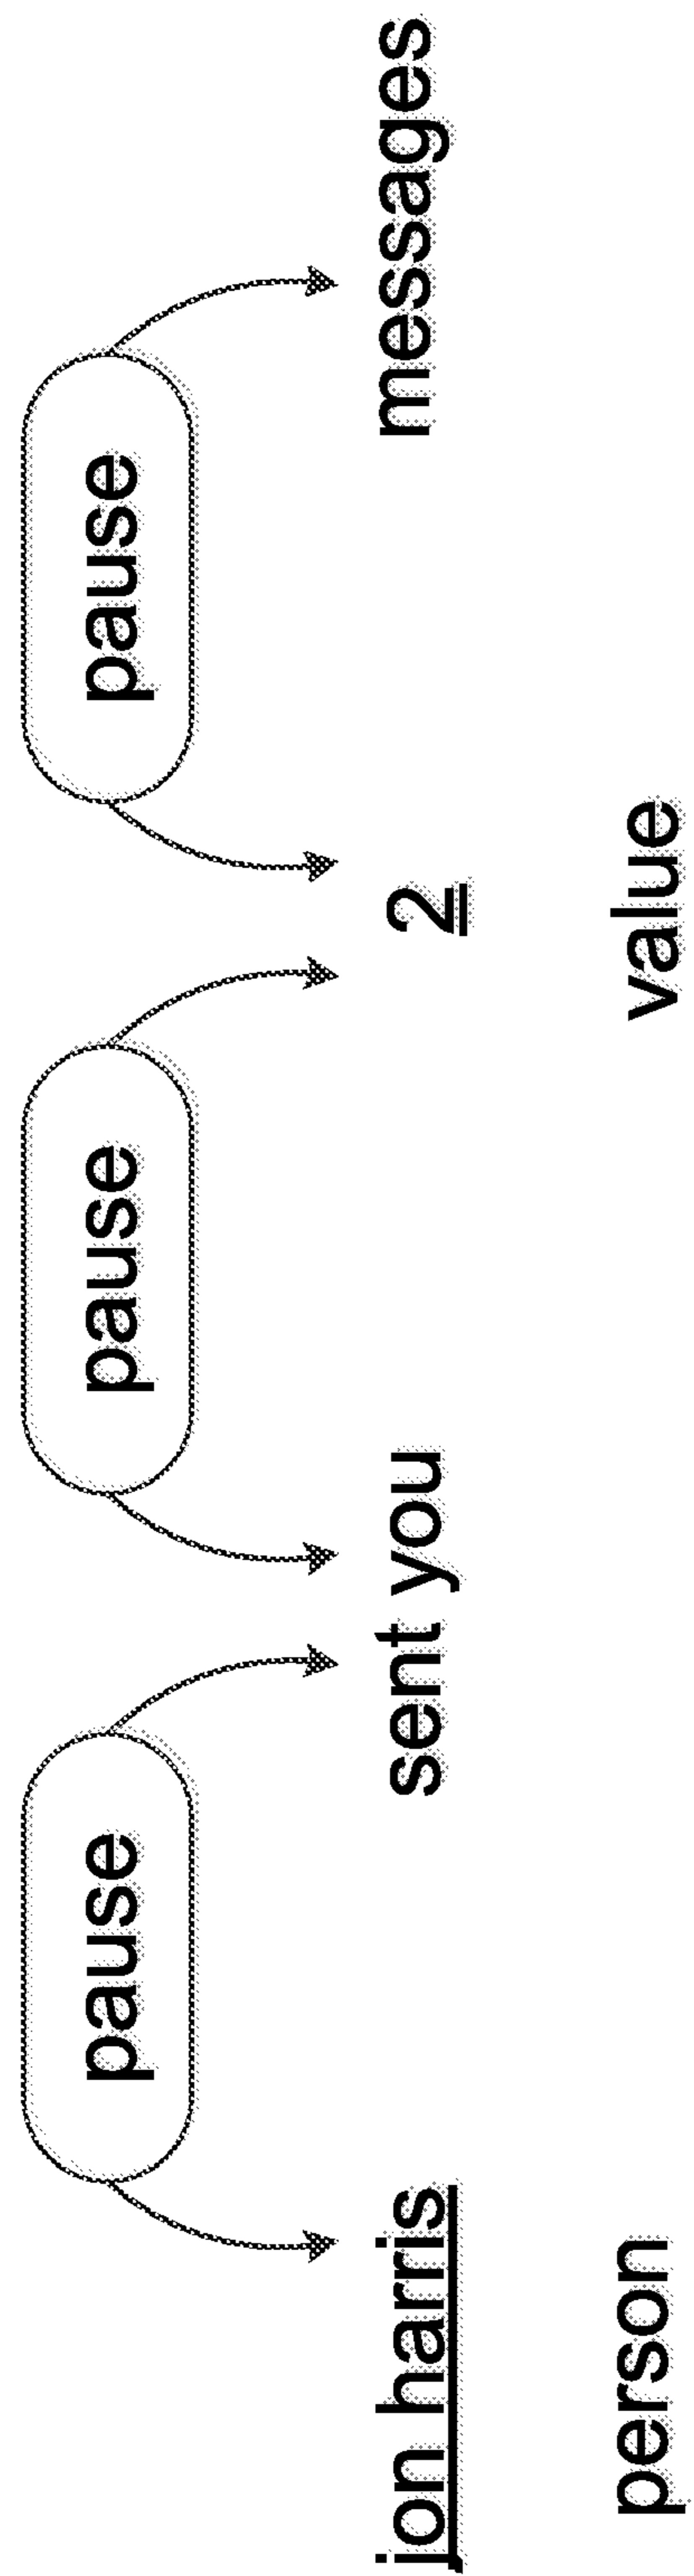 pause pause pause
jon harris sent you 2 messages
person value